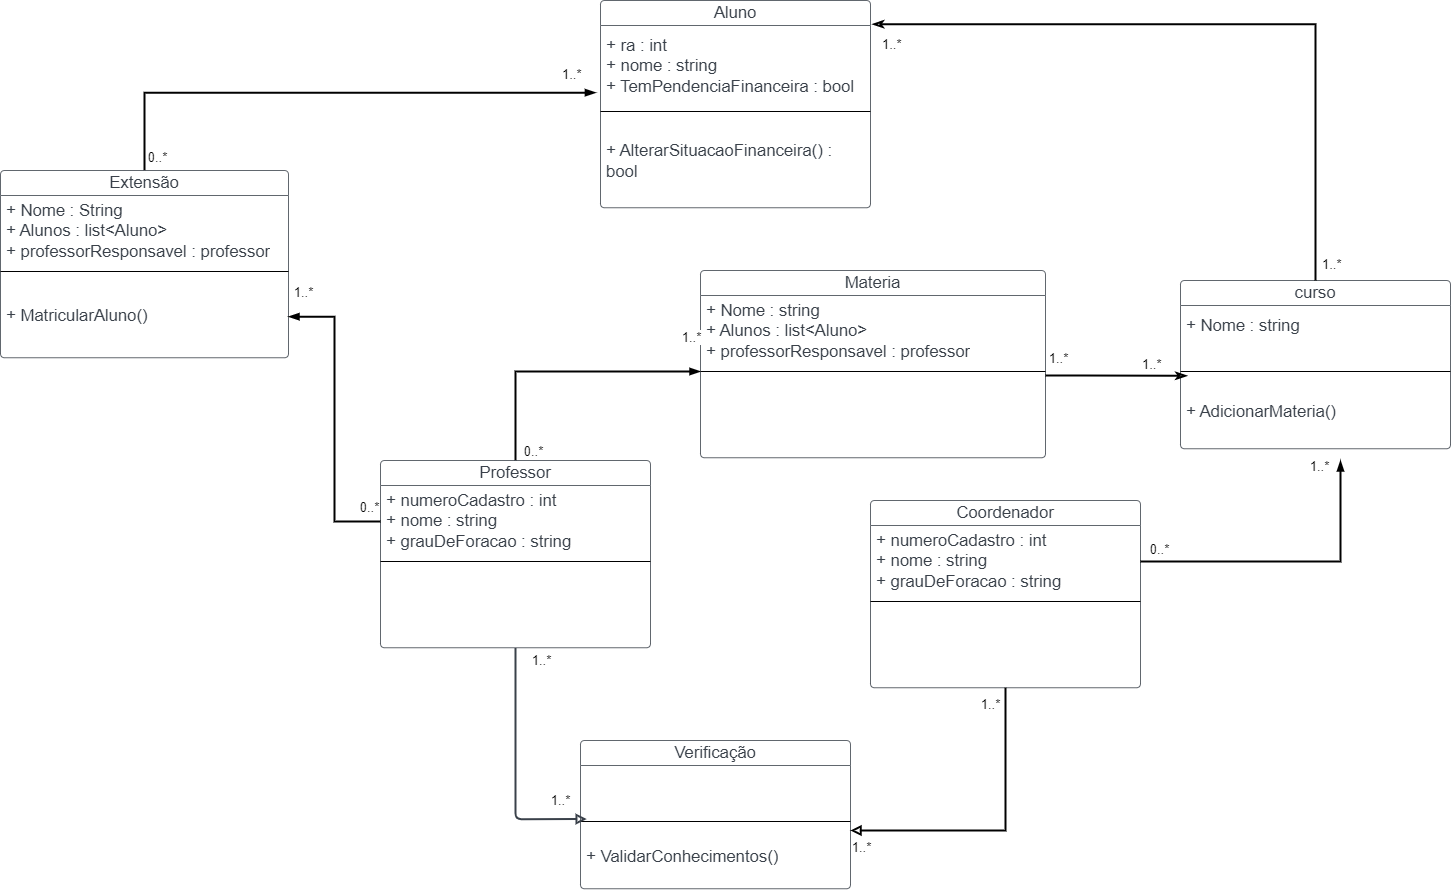 Aluno
+ ra : int
+ nome : string
+ TemPendenciaFinanceira : bool
+ AlterarSituacaoFinanceira() :
bool
1..*
1..*
0..*
Extensão
+ Nome : String
+ Alunos : list<Aluno>
+ professorResponsavel : professor
+ MatricularAluno()
1..*
Materia
+ Nome : string
+ Alunos : list<Aluno>
+ professorResponsavel : professor
1..*
1..*
1..*
1..*
curso
+ Nome : string
+ AdicionarMateria()
0..*
0..*
Professor
+ numeroCadastro : int
+ nome : string
+ grauDeForacao : string
1..*
Coordenador
+ numeroCadastro : int
+ nome : string
+ grauDeForacao : string
0..*
1..*
1..*
1..*
Verificação
+ ValidarConhecimentos()
1..*
1..*